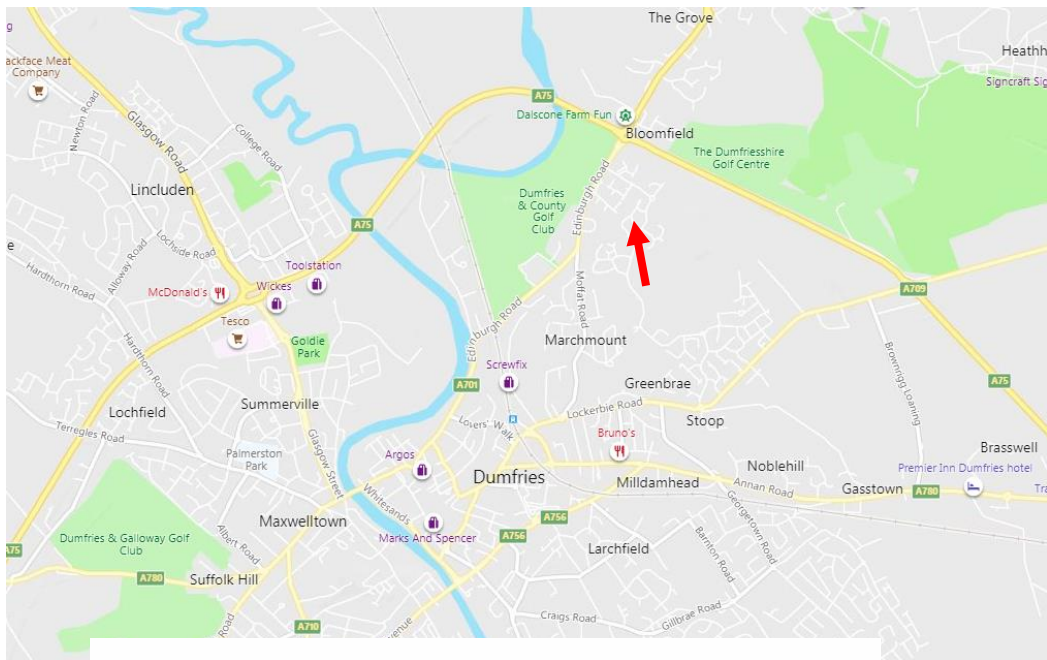 The Grove
g
Heathh
ackface Meat
Company
Signcraft Sig
A75
Dalscone Farm Fun
Bloomfield
Newton Road
Glasgow Road
College Road
The Dumfriesshire
Golf Centre
Lincluden
Dumfries
& County
Golf
Club
Edinburgh Road
A75
e
Lochside Road
Alloway Road
Hardthorn Road
Toolstation
McDonald's
Wickes
Moffat Road
A709
Tesco
Goldie
Park
Edinburgh Road
Marchmount
Hardthorn Road
Screwfix
Brownrigg Loaning
A701
Greenbrae
A75
Lochfield
Summerville
Lockerbie Road
Stoop
Terregles Road
Lovers' Walk
Bruno's
Glasgow Street
Palmerston
Park
Argos
Dumfries
Noblehill
Brasswell
Milldamhead
Annan Road
Premier Inn Dumfries hotel
Gasstown
A780
Tra
Whitesands
Georgetown Road
Maxwelltown
A756
Marks And Spencer
A756
Dumfries & Galloway Golf
Club
Albert Road
Larchfield
Barnton Road
A75
A780
Suffolk Hill
Road
A710
venue
Craigs Road
Gillbrae Road